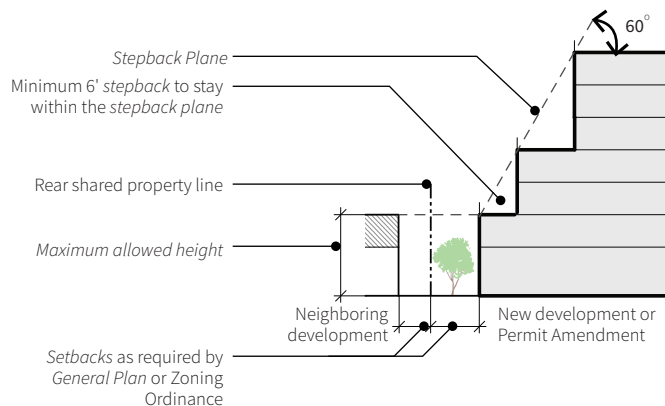 60°
Stepback Plane
Minimum 6' stepback to stay
within the stepback plane
Rear shared property line
Maximum allowed height
Neighboring
development
New development or
Permit Amendment
Setbacks as required by
General Plan or Zoning
Ordinance